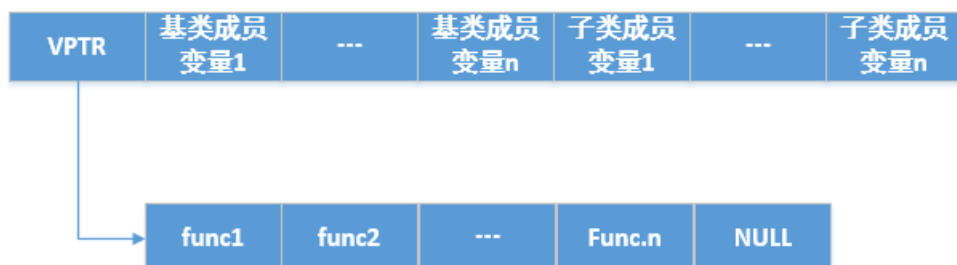 VPTR
基类成员
变量1
---
基类成员
变量n
子类成员
变量1
---
子类成员
变量n
func1
func2
---
Func.n
NULL